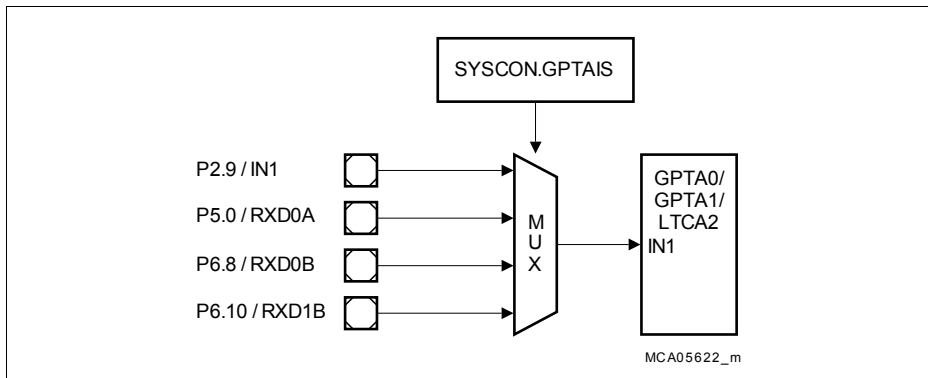 SYSCON.GPTAIS
P2.9 / IN1
P5.0 / RXD0A
P6.8 / RXD0B
P6.10 / RXD1B
M
U
X
GPTA0/
GPTA1/
LTCA2
IN1
MCA05622_m